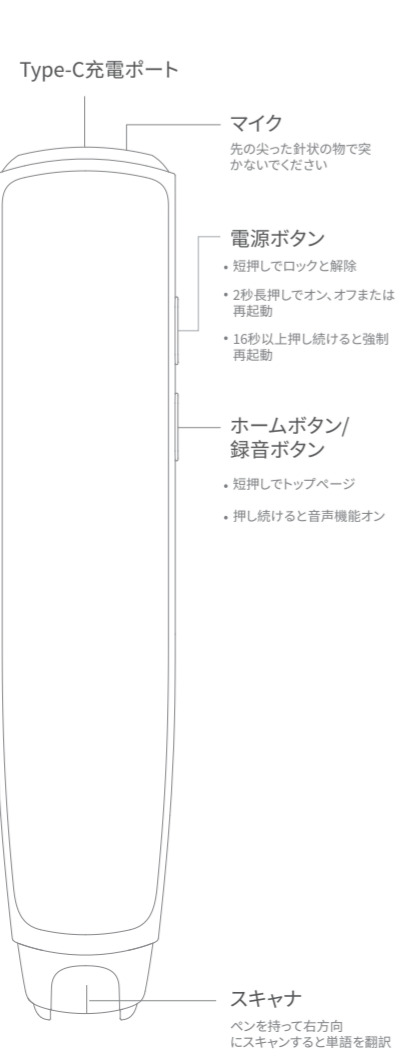 Type-C充電ポート
マイク
先の尖った針状の物で突
かないでください
電源ボタン
• 短押しでロックと解除
• 2秒長押しでオン、オフまたは
再起動
• 16秒以上押し続けると強制
再起動
ホームボタン/
録音ボタン
• 短押しでトップページ
• 押し続けると音声機能オン
スキャナ
ペンを持って右方向
にスキャンすると単語を翻訳